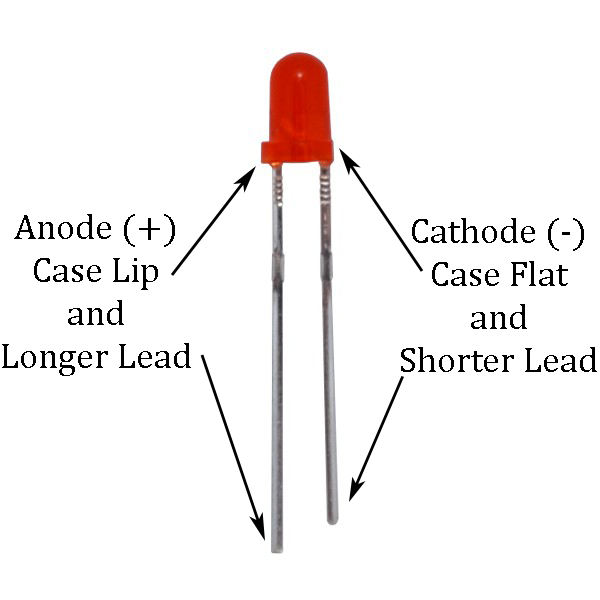 Anode (+)
Case Lip
and
Longer Lead
Cathode (-)
Case Flat
and
Shorter Lead